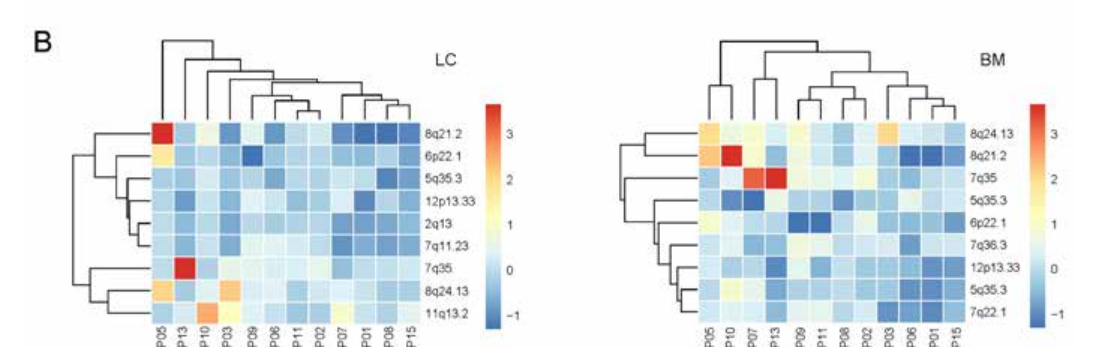 B
LC
8q21.2
6p22.1
5q35.3
12p13.33
2q13
7q11.23
7q35
8q24.13
11q13.2
P05 P13 P10 P03 P09 P06 P11 P02 P07 P01 P08 P15
3
2
1
0
−1
BM
8q24.13
8q21.2
7q35
5q35.3
6p22.1
7q36.3
12p13.33
5q35.3
7q22.1
P05 P10 P07 P13 P09 P11 P08 P02 P03 P06 P01 P15
3
2
1
0
−1